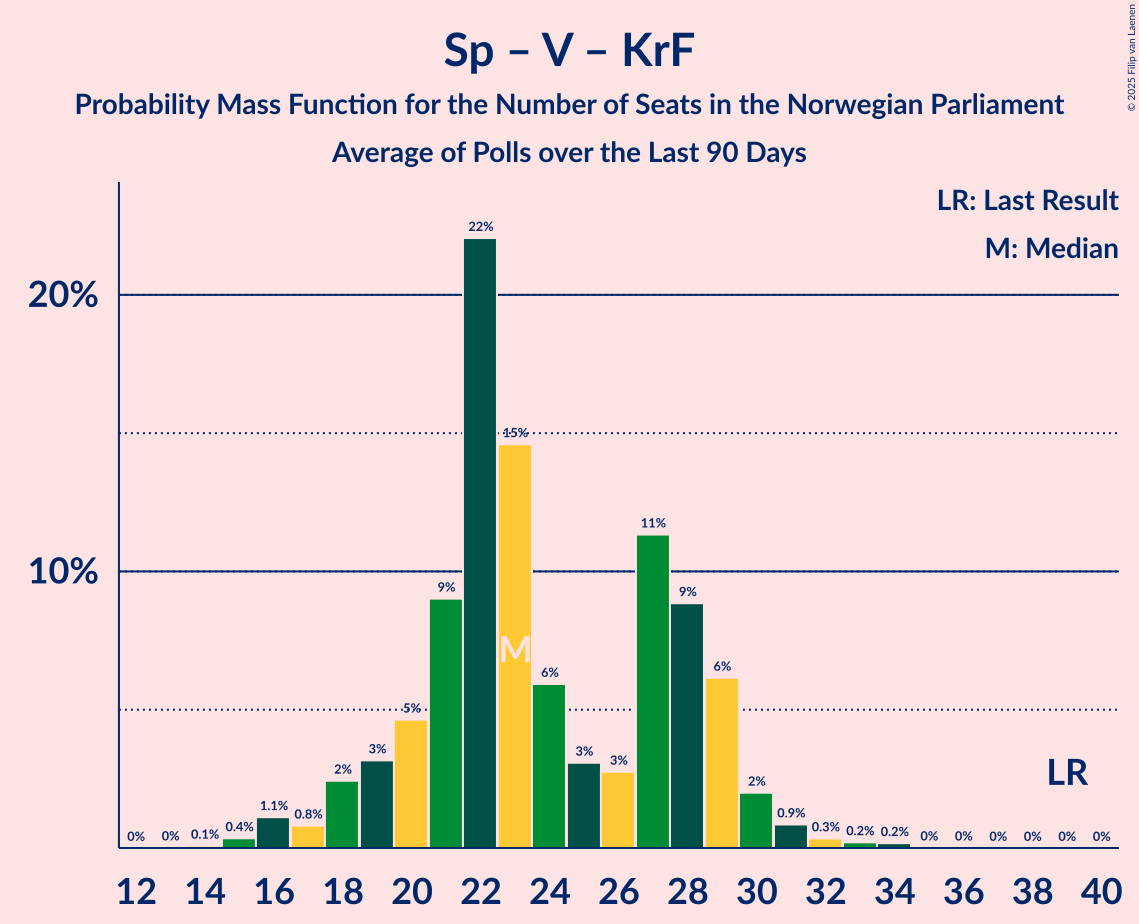 Sp – V – KrF
Probability Mass Function for the Number of Seats in the Norwegian Parliament
Average of Polls over the Last 90 Days
© 2025 Filip van Laenen
LR: Last Result
M: Median
20%
10%
0% 0% 0.1% 0.4% 1.1% 0.8% 2% 3% 5% 9% 22% 15% 6% 3% 3% 11% 9% 6% 2% 0.9% 0.3% 0.2% 0.2% 0% 0% 0% 0% 0% 0%
M
LR
12 14 16 18 20 22 24 26 28 30 32 34 36 38 40